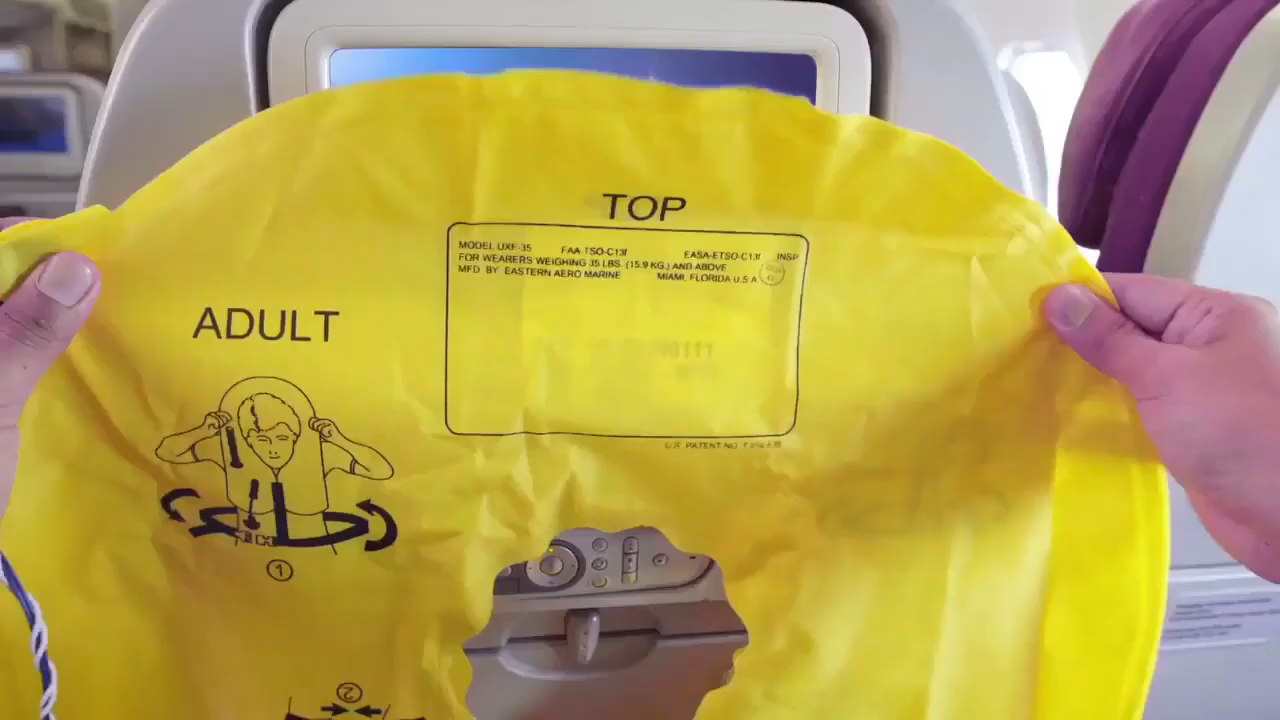 TOP
MODEL UXF-35 FAA-TSO-C13f EASA-ETSO-C13f INSP
FOR WEARERS WEIGHING 35 LBS. (15.9 KG.) AND ABOVE
MFD. BY EASTERN AERO MARINE MIAMI, FLORIDA U.S.A
U.S. PATENT NO.
ADULT
1
2